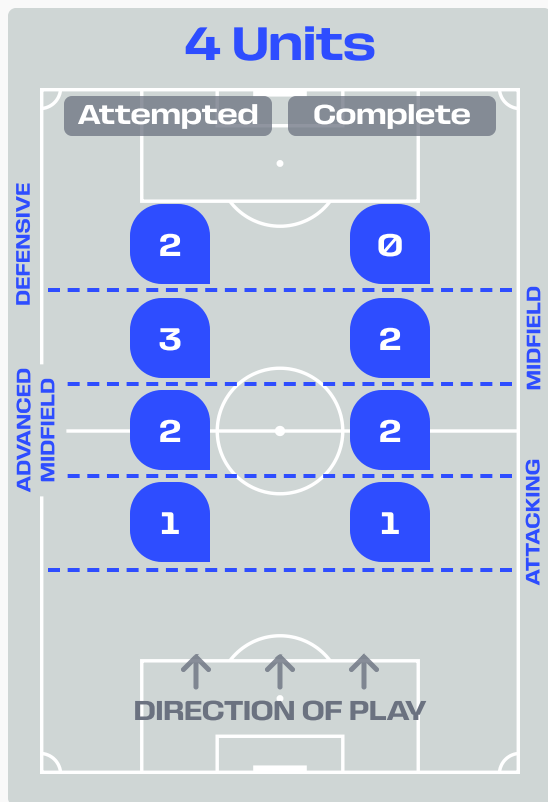 4 Units
Attempted Complete
DEFENSIVE
2 0
MIDFIELD
3 2
ADVANCED
MIDFIELD
2 2
ATTACKING
1 1
DIRECTION OF PLAY